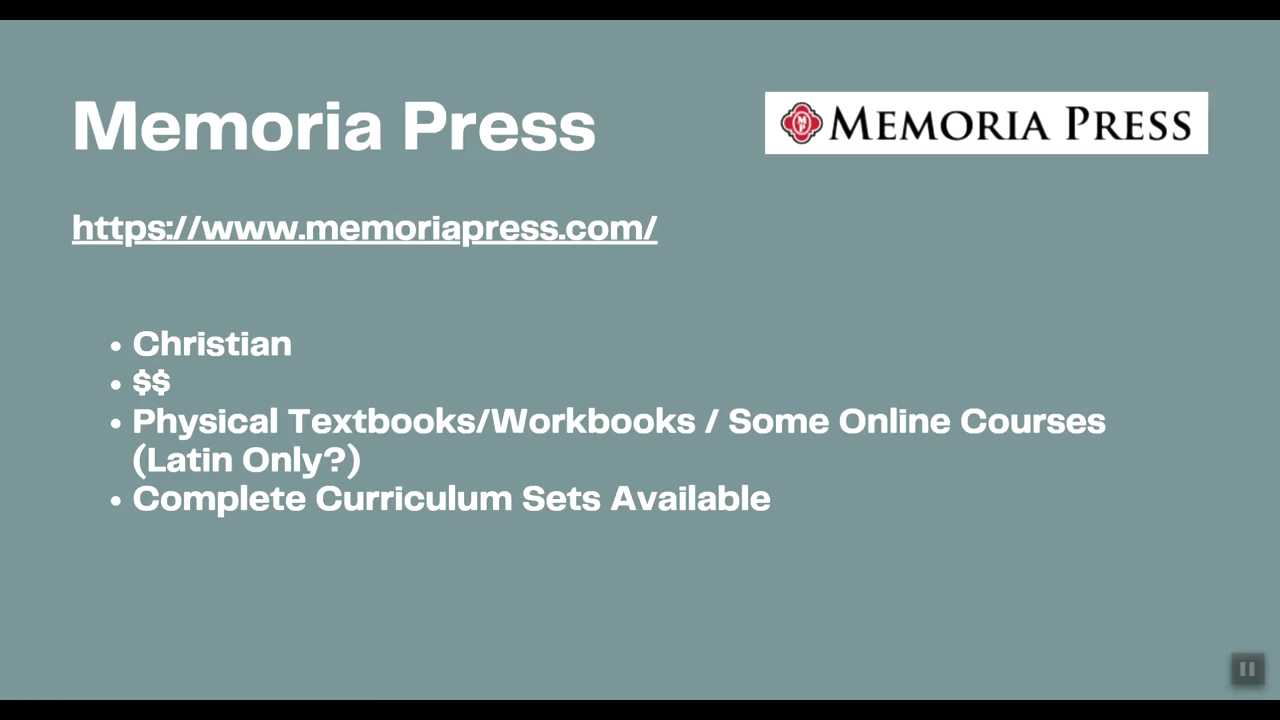 Memoria Press
MP MEMORIA PRESS
https://www.memoriapress.com/
• Christian
• $$
• Physical Textbooks/Workbooks / Some Online Courses
(Latin Only?)
• Complete Curriculum Sets Available